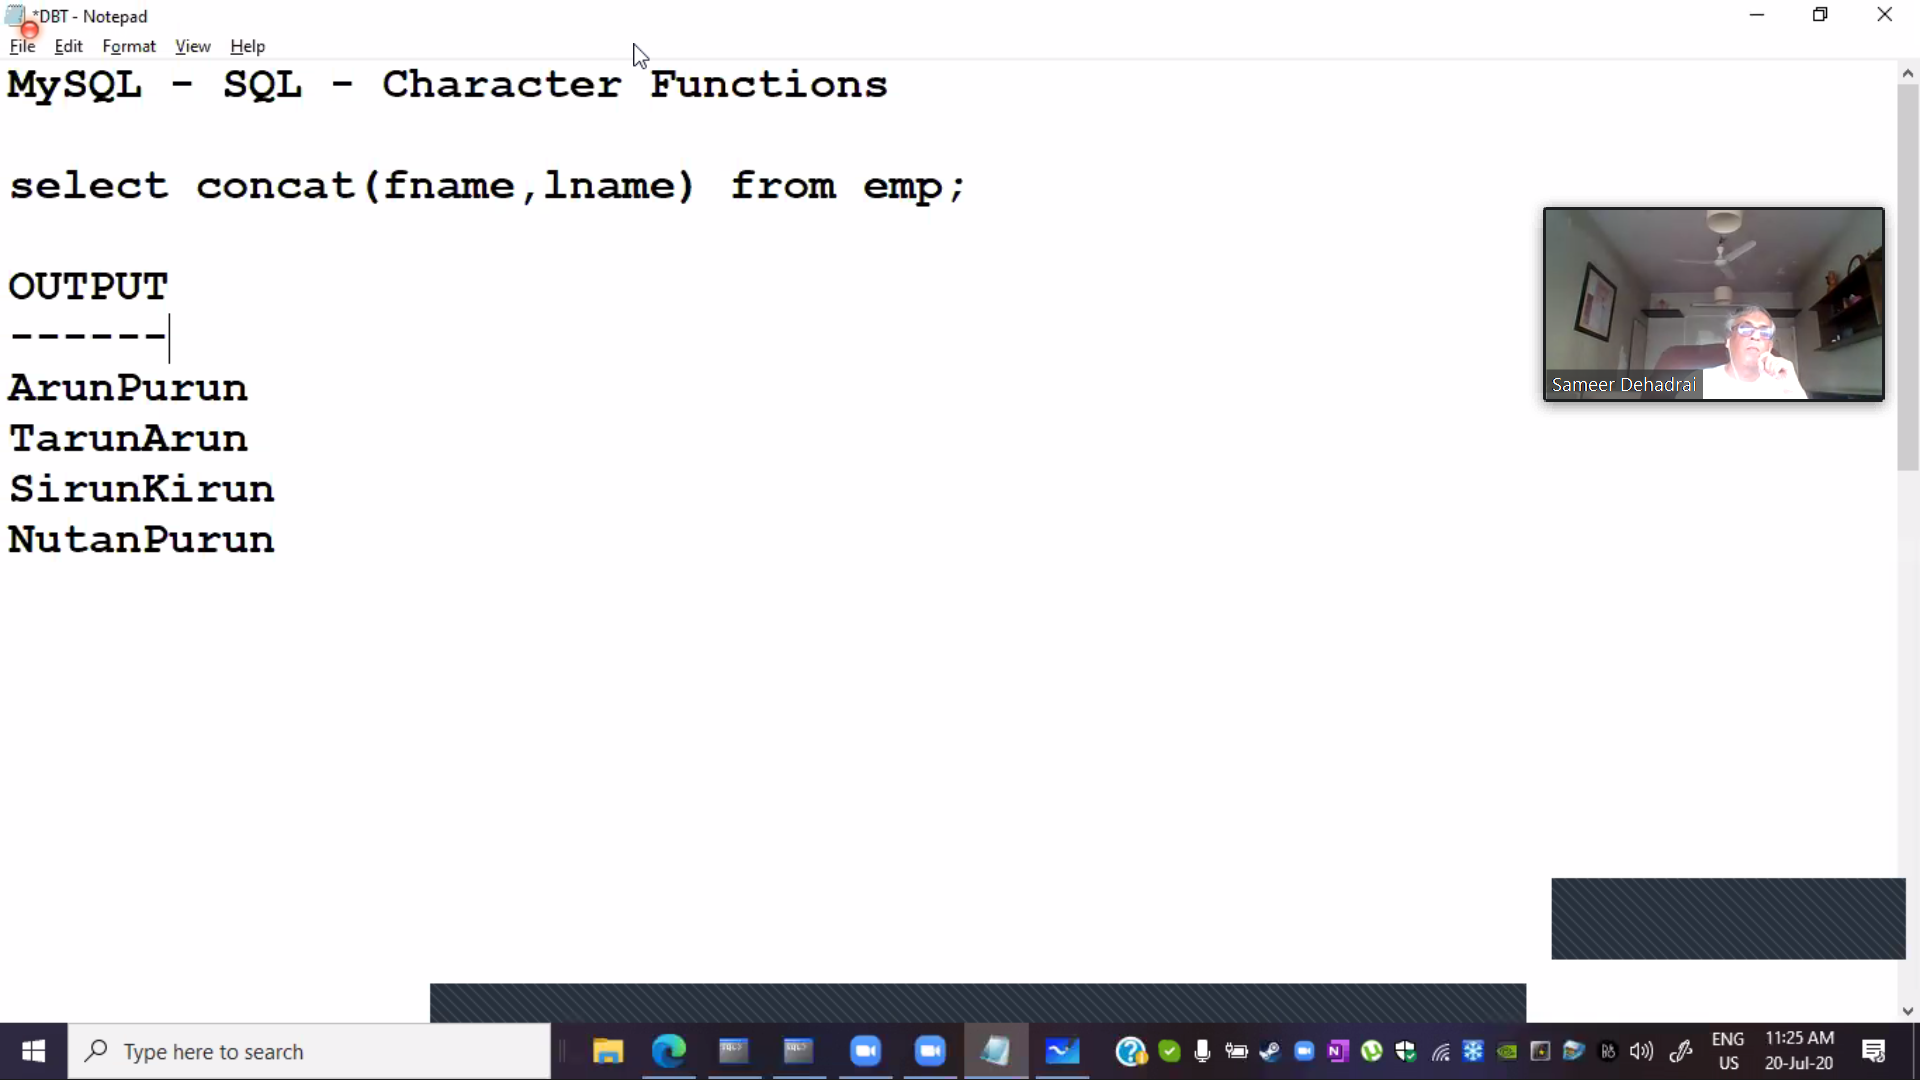 *DBT - Notepad
File Edit Format View Help
MySQL - SQL - Character Functions
select concat(fname,lname) from emp;
OUTPUT
------
ArunPurun
TarunArun
SirunKirun
NutanPurun
Sameer Dehadrai
Type here to search
ENG
US
11:25 AM
20-Jul-20